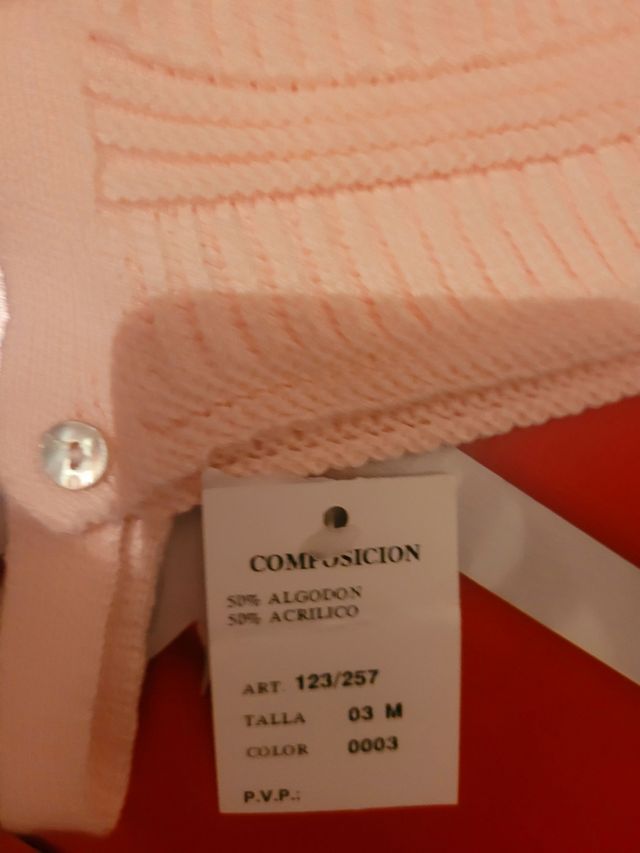 COMPOSICION
50% ALGODON
50% ACRILICO
ART. 123/257
TALLA 03 M
COLOR 0003
P.V.P.: